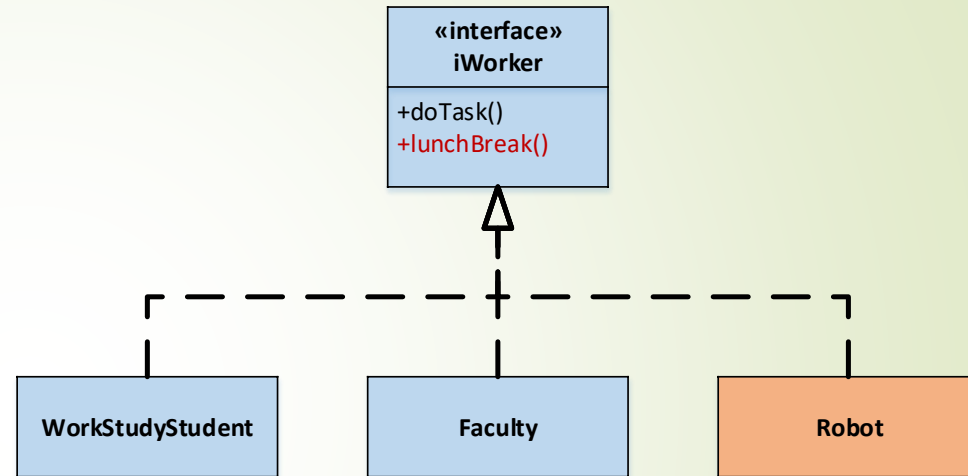 «interface»
iWorker
+doTask()
+lunchBreak()
WorkStudyStudent
Faculty
Robot